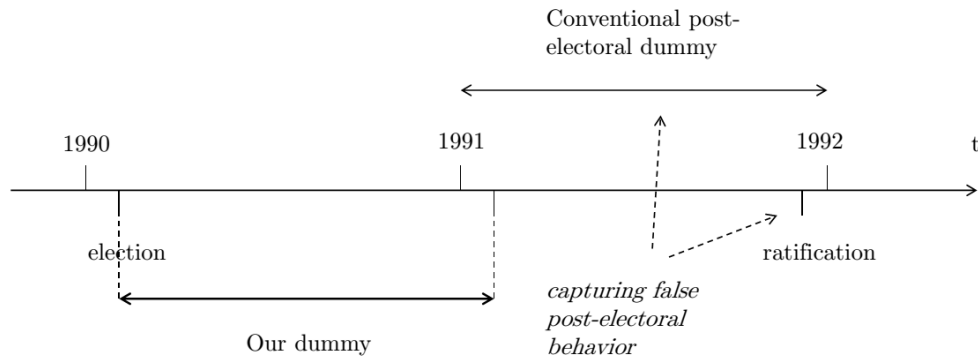 Conventional post-
electoral dummy
1990
1991
1992
t
election
ratification
capturing false
post-electoral
behavior
Our dummy